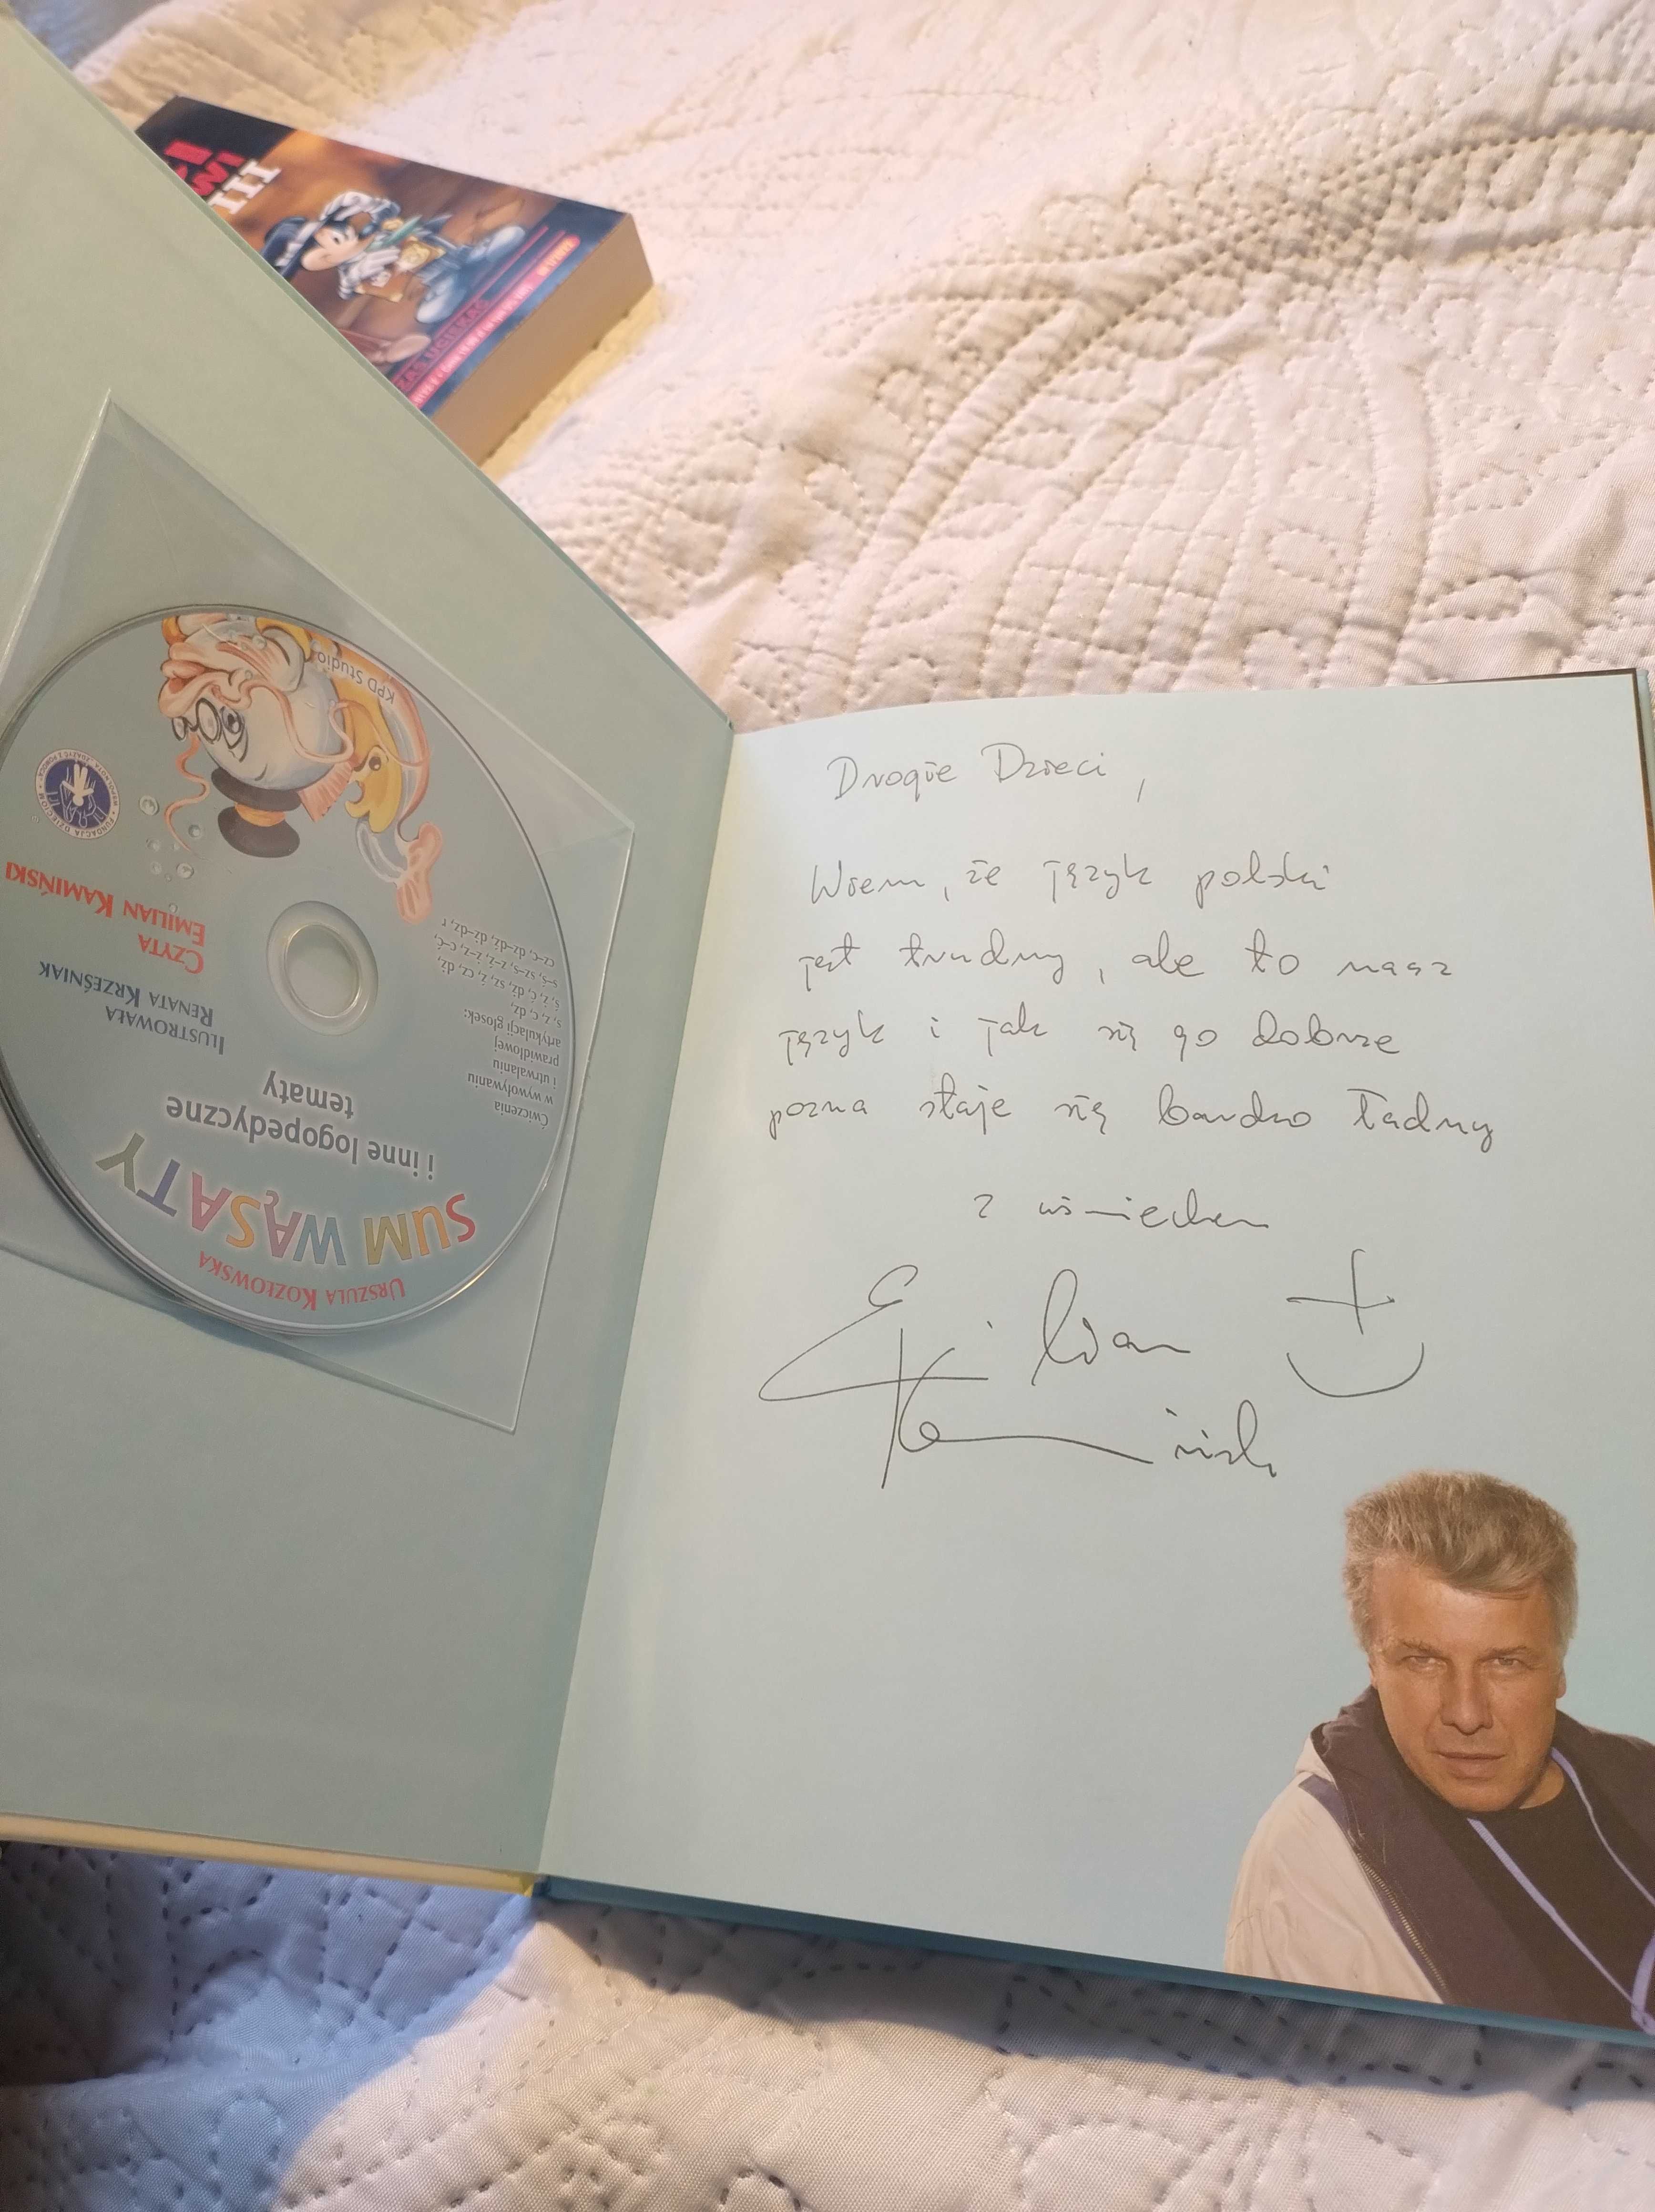 URSZULA KOZŁOWSKA
SUM WĄSATY
i inne logopedyczne
tematy
Ćwiczenia
w wywoływaniu
i utrwalaniu
prawidłowej
artykulacji głosek:
ILUSTROWAŁA
RENATA KRZEŚNIAK
CZYTA
EMILIAN KAMIŃSKI
KPD Studio
Drogie Dzieci,
Wiem, że język polski
jest trudny, ale to nasz
język i jak się go dobrze
pozna staje się bardzo ładny
z uśmiechem
Emilian
Kamiński
III